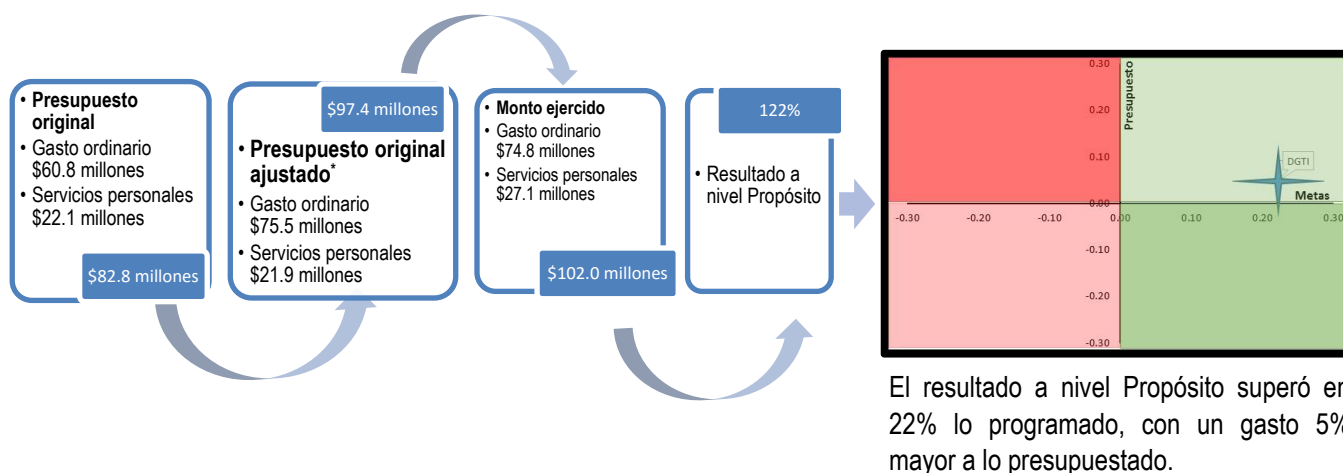 • Presupuesto
original
• Gasto ordinario
$60.8 millones
• Servicios personales
$22.1 millones
$82.8 millones
$97.4 millones
• Presupuesto original
ajustado*
• Gasto ordinario
$75.5 millones
• Servicios personales
$21.9 millones
• Monto ejercido
• Gasto ordinario
$74.8 millones
• Servicios personales
$27.1 millones
$102.0 millones
122%
• Resultado a
nivel Propósito
Presupuesto
0.30
0.20
0.10
0.00
-0.10
-0.20
-0.30
DGTI
Metas
-0.30 -0.20 -0.10 0.00 0.10 0.20 0.30
El resultado a nivel Propósito superó en
22% lo programado, con un gasto 5%
mayor a lo presupuestado.